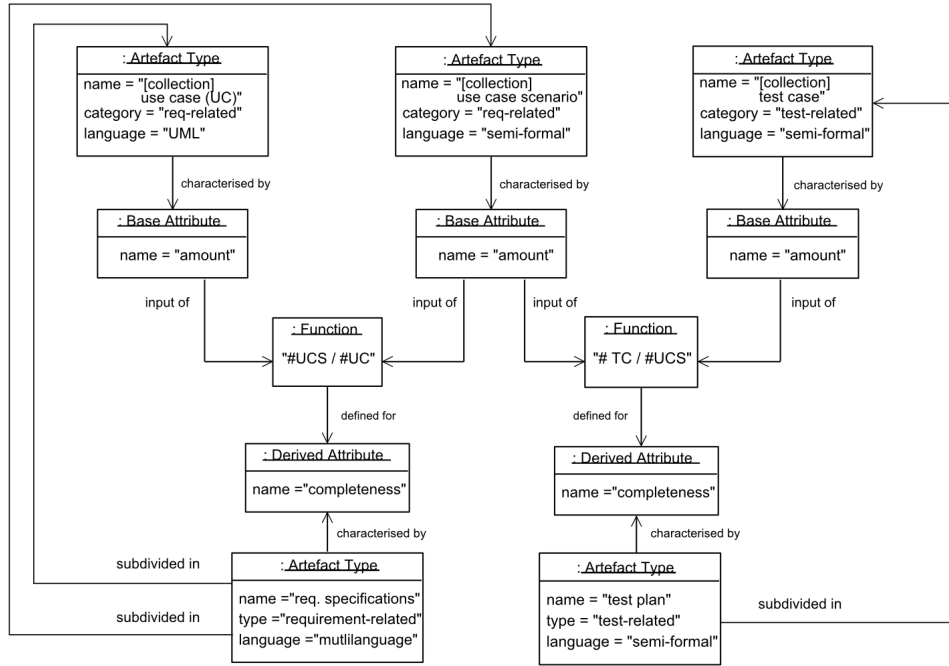 : Artefact Type
name = "[collection]
use case (UC)"
category = "req-related"
language = "UML"
: Artefact Type
name = "[collection]
use case scenario"
category = "req-related"
language = "semi-formal"
: Artefact Type
name = "[collection]
test case"
category = "test-related"
language = "semi-formal"
characterised by
characterised by
characterised by
: Base Attribute
name = "amount"
: Base Attribute
name = "amount"
: Base Attribute
name = "amount"
input of
input of
input of
input of
: Function
"#UCS / #UC"
: Function
"# TC / #UCS"
defined for
defined for
: Derived Attribute
name ="completeness"
: Derived Attribute
name ="completeness"
characterised by
characterised by
subdivided in
subdivided in
: Artefact Type
name ="req. specifications"
type ="requirement-related"
language ="mutlilanguage"
: Artefact Type
name = "test plan"
type = "test-related"
language = "semi-formal"
subdivided in